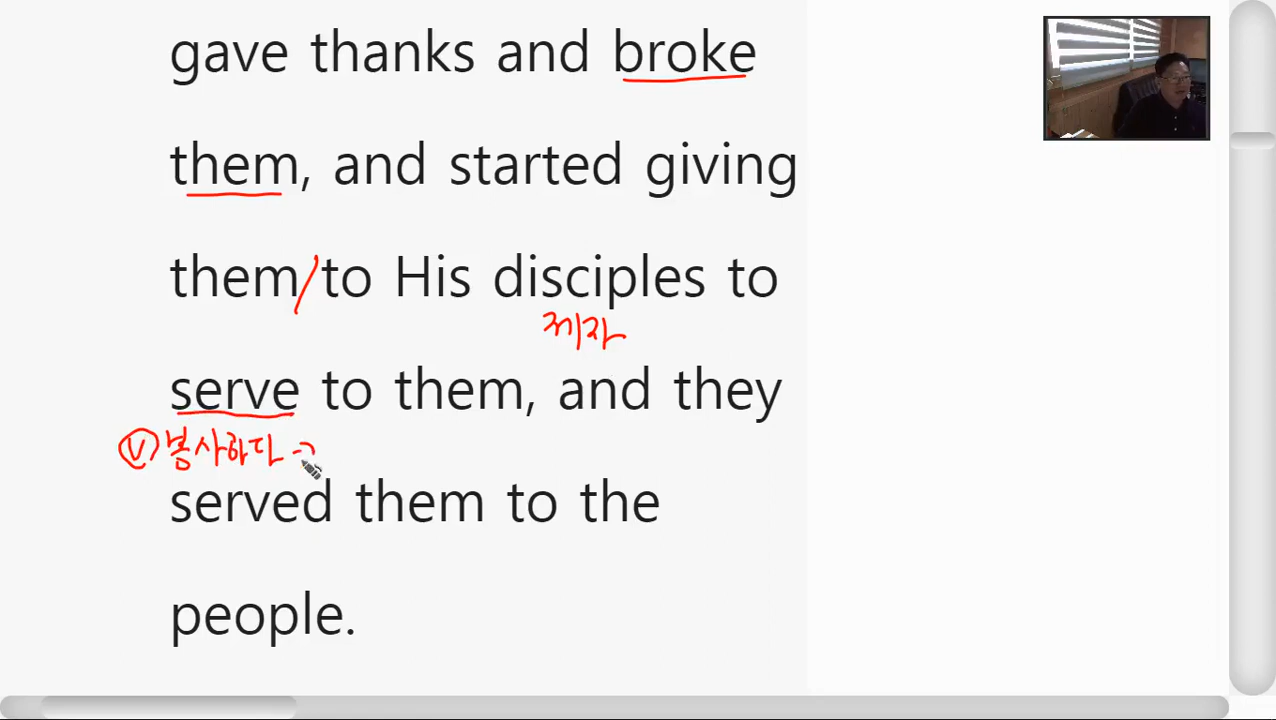 gave thanks and broke
them, and started giving
them/to His disciples to
제자
serve to them, and they
ⓥ 봉사하다 →
served them to the
people.